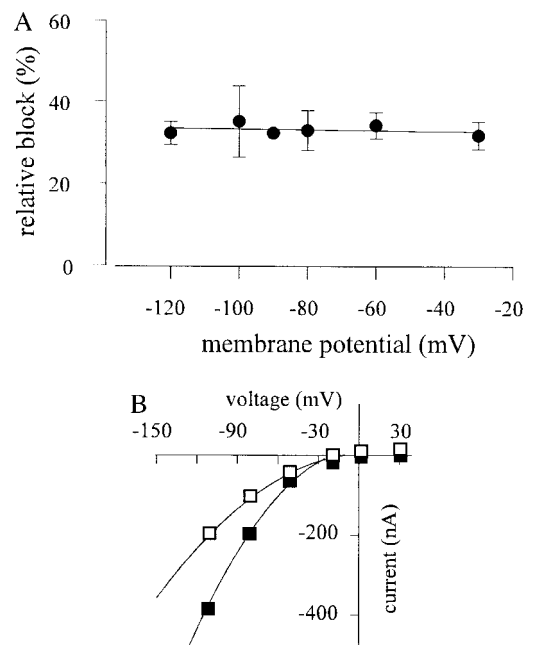 A
60
40
20
0
relative block (%)
-120 -100 -80 -60 -40 -20
membrane potential (mV)
B
voltage (mV)
-150 -90 -30 30
-200
-400
current (nA)